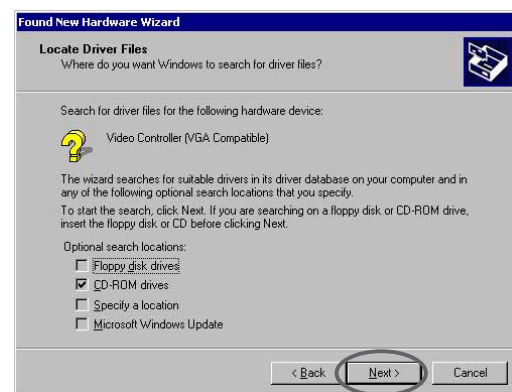 Found New Hardware Wizard
Locate Driver Files
Where do you want Windows to search for driver files?
Search for driver files for the following hardware device:
Video Controller (VGA Compatible)
The wizard searches for suitable drivers in its driver database on your computer and in
any of the following optional search locations that you specify.
To start the search, click Next. If you are searching on a floppy disk or CD-ROM drive,
insert the floppy disk or CD before clicking Next.
Optional search locations:
Floppy disk drives
CD-ROM drives
Specify a location
Microsoft Windows Update
< Back
Next >
Cancel